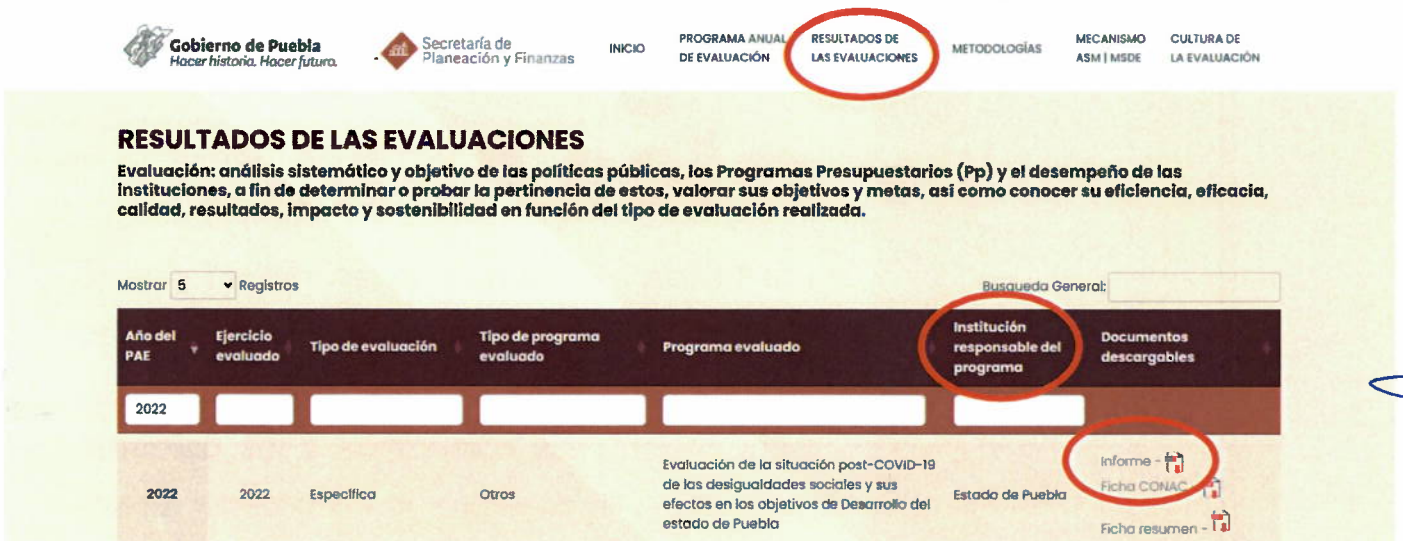 Gobierno de Puebla
Hacer historia. Hacer futuro.
Secretaría de
Planeación y Finanzas
INICIO
PROGRAMA ANUAL
DE EVALUACIÓN
RESULTADOS DE
LAS EVALUACIONES
METODOLOGÍAS
MECANISMO
ASM | MSDE
CULTURA DE
LA EVALUACIÓN
RESULTADOS DE LAS EVALUACIONES
Evaluación: análisis sistemático y objetivo de las políticas públicas, los Programas Presupuestarios (Pp) y el desempeño de las
instituciones, a fin de determinar o probar la pertinencia de estos, valorar sus objetivos y metas, así como conocer su eficiencia, eficacia,
calidad, resultados, impacto y sostenibilidad en función del tipo de evaluación realizada.
Mostrar 5 Registros
Busqueda General:
Año del
PAE
Ejercicio
evaluado
Tipo de evaluación
Tipo de programa
evaluado
Programa evaluado
Institución
responsable del
programa
Documentos
descargables
2022
2022
2022
Específica
Otros
Evaluación de la situación post-COVID-19
de las desigualdades sociales y sus
efectos en los objetivos de Desarrollo del
estado de Puebla
Estado de Puebla
Informe -
Ficha CONAC -
Ficha resumen -